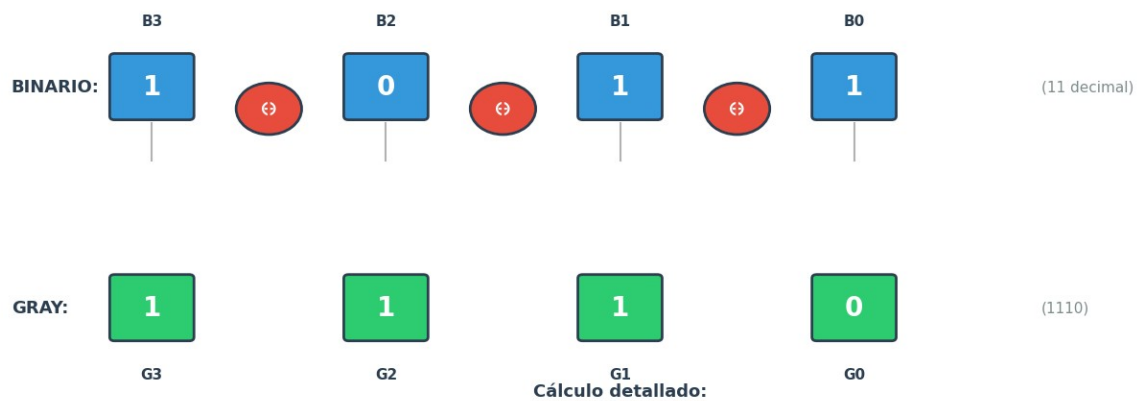 B3 B2 B1 B0
BINARIO: 1 ⊕ 0 ⊕ 1 ⊕ 1 (11 decimal)
GRAY: 1 1 1 0 (1110)
G3 G2 G1 G0
Cálculo detallado: